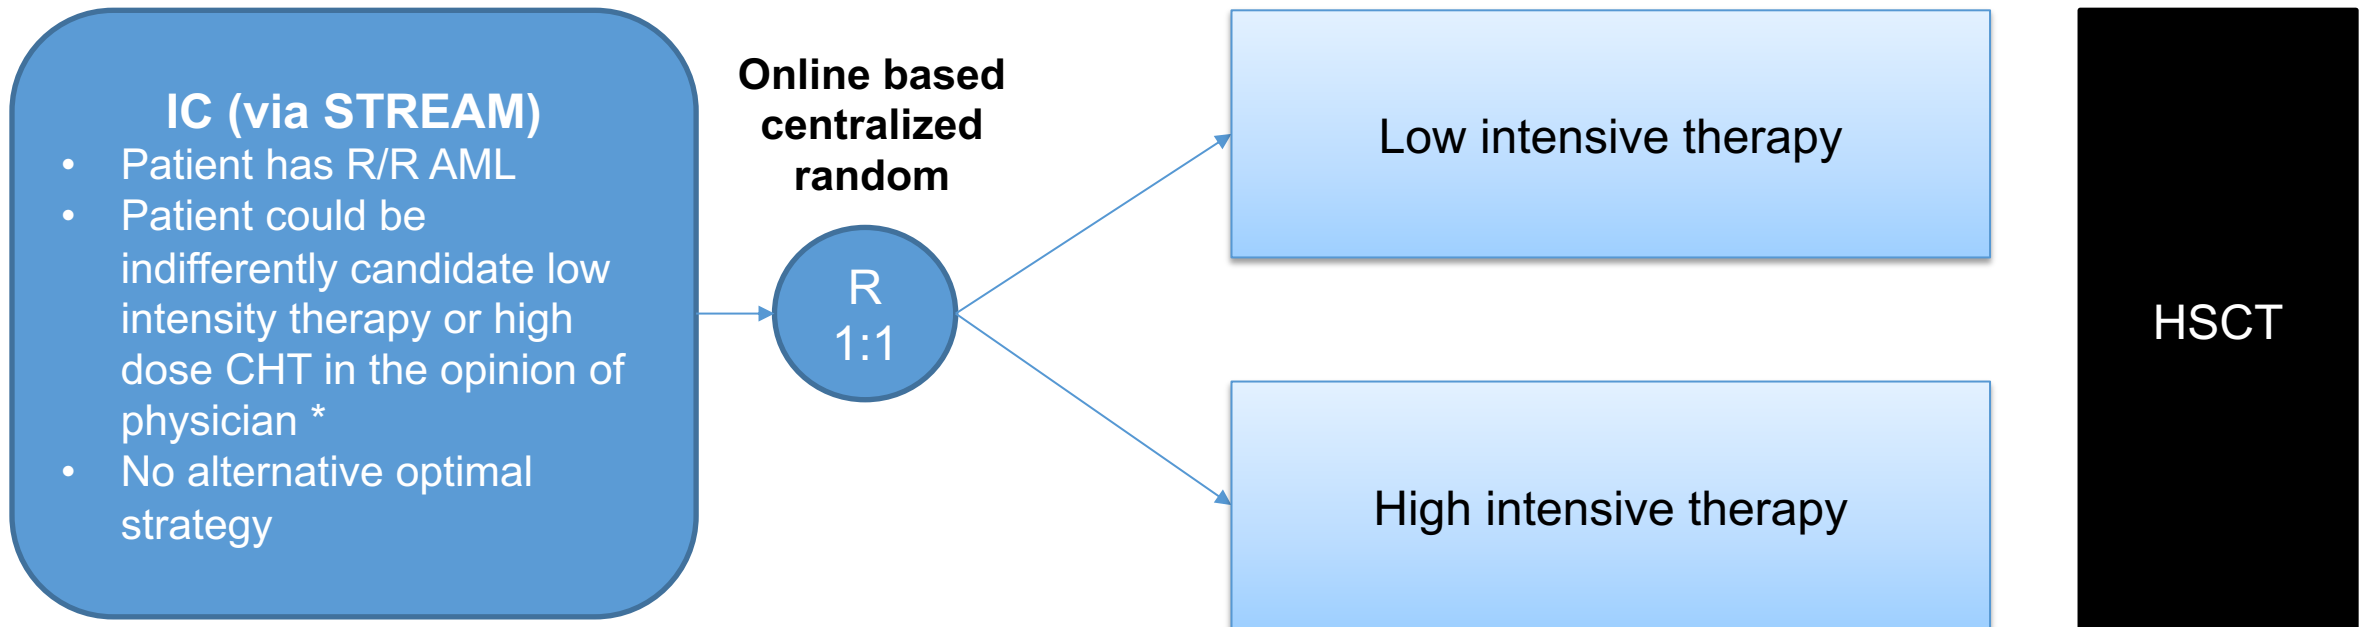 IC (via STREAM)
• Patient has R/R AML
• Patient could be
indifferently candidate low
intensity therapy or high
dose CHT in the opinion of
physician *
• No alternative optimal
strategy
Online based
centralized
random
R
1:1
Low intensive therapy
High intensive therapy
HSCT